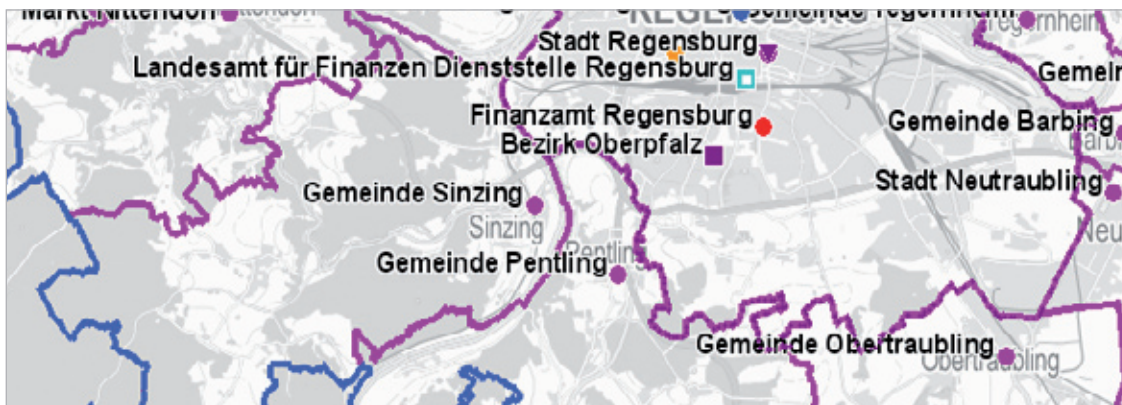 Markt Nittendorf
Stadt Regensburg
Tegernheim
Landesamt für Finanzen Dienststelle Regensburg
Finanzamt Regensburg
Gemeinde Barbing
Bezirk Oberpfalz
Stadt Neutraubling
Gemeinde Sinzing
Sinzing
Pentling
Gemeinde Pentling
Gemeinde Obertraubling
Obertraubling